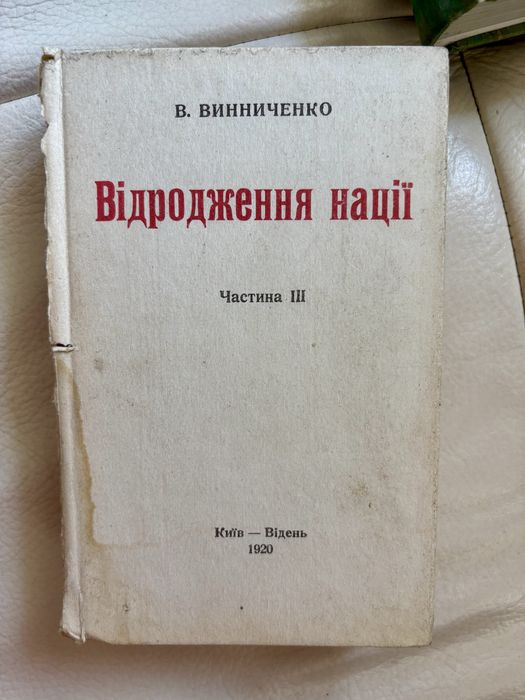 В. ВИННИЧЕНКО
Відродження нації
Частина III
Київ — Відень
1920